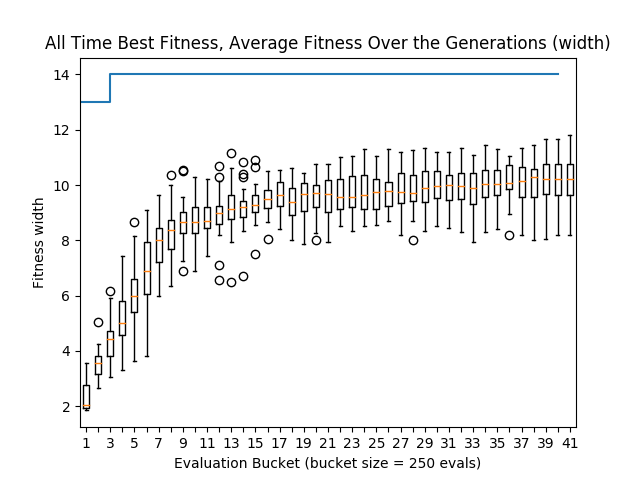 All Time Best Fitness, Average Fitness Over the Generations (width)
14
12
10
8
6
4
2
Fitness width
1 3 5 7 9 11 13 15 17 19 21 23 25 27 29 31 33 35 37 39 41
Evaluation Bucket (bucket size = 250 evals)